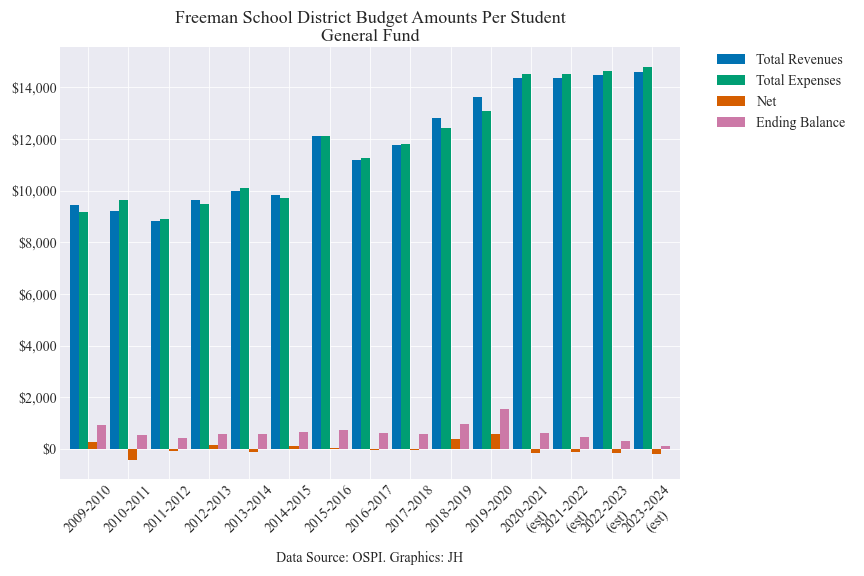 Freeman School District Budget Amounts Per Student
General Fund
Total Revenues
Total Expenses
Net
Ending Balance
$14,000
$12,000
$10,000
$8,000
$6,000
$4,000
$2,000
$0
2009-2010
2010-2011
2011-2012
2012-2013
2013-2014
2014-2015
2015-2016
2016-2017
2017-2018
2018-2019
2019-2020
2020-2021
(est)
2021-2022
(est)
2022-2023
(est)
2023-2024
(est)
Data Source: OSPI. Graphics: JH